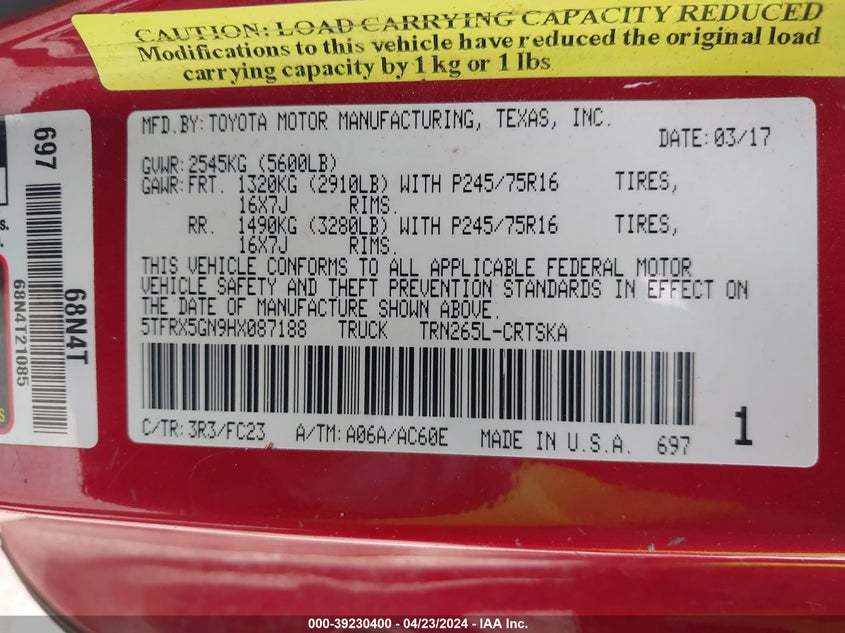 CAUTION: LOAD CARRYING CAPACITY REDUCED
Modifications to this vehicle have reduced the original load
carrying capacity by 1 kg or 1 lbs
MFD.BY:TOYOTA MOTOR MANUFACTURING, TEXAS, INC.
DATE:03/17
GVWR:2545KG (5600LB)
GAWR:FRT. 1320KG (2910LB) WITH P245/75R16 TIRES,
16X7J RIMS.
RR. 1490KG (3280LB) WITH P245/75R16 TIRES,
16X7J RIMS.
THIS VEHICLE CONFORMS TO ALL APPLICABLE FEDERAL MOTOR
VEHICLE SAFETY AND THEFT PREVENTION STANDARDS IN EFFECT ON
THE DATE OF MANUFACTURE SHOWN ABOVE.
5TFRX5GN9HX087188 TRUCK TRN265L-CRTSKA
C/TR:3R3/FC23 A/TM:A06A/AC60E MADE IN U.S.A. 697 1
697
68N4T
68N4T21085
000-39230400 - 04/23/2024 - IAA Inc.